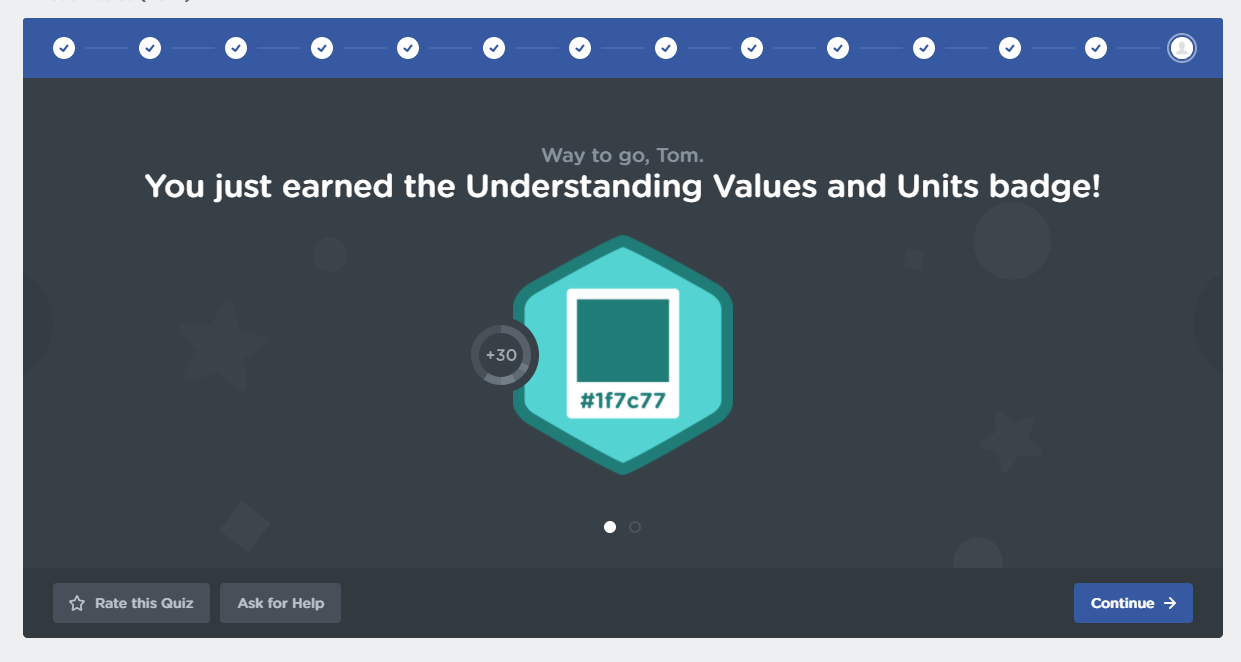 Way to go, Tom.
You just earned the Understanding Values and Units badge!
+30
#1f7c77
Rate this Quiz
Ask for Help
Continue